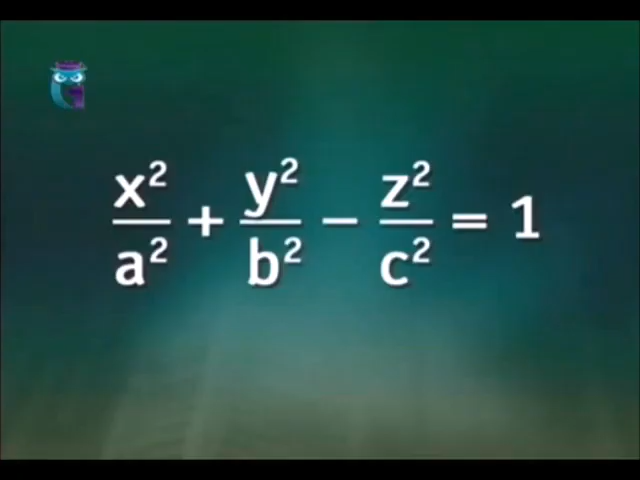 x²/a² + y²/b² − z²/c² = 1